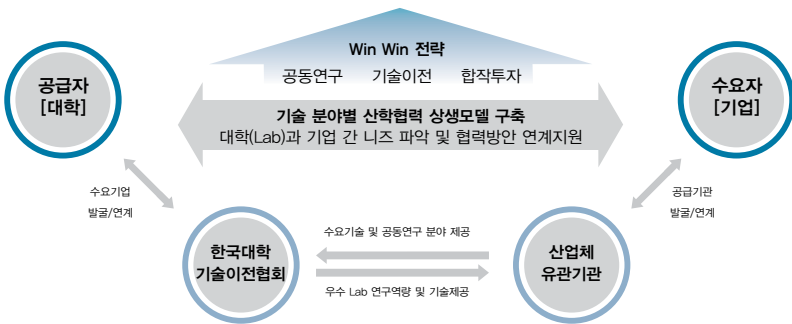 Win Win 전략
공동연구 기술이전 합작투자
공급자
[대학]
기술 분야별 산학협력 상생모델 구축
대학(Lab)과 기업 간 니즈 파악 및 협력방안 연계지원
수요자
[기업]
수요기업
발굴/연계
공급기관
발굴/연계
한국대학
기술이전협회
수요기술 및 공동연구 분야 제공
우수 Lab 연구역량 및 기술제공
산업체
유관기관